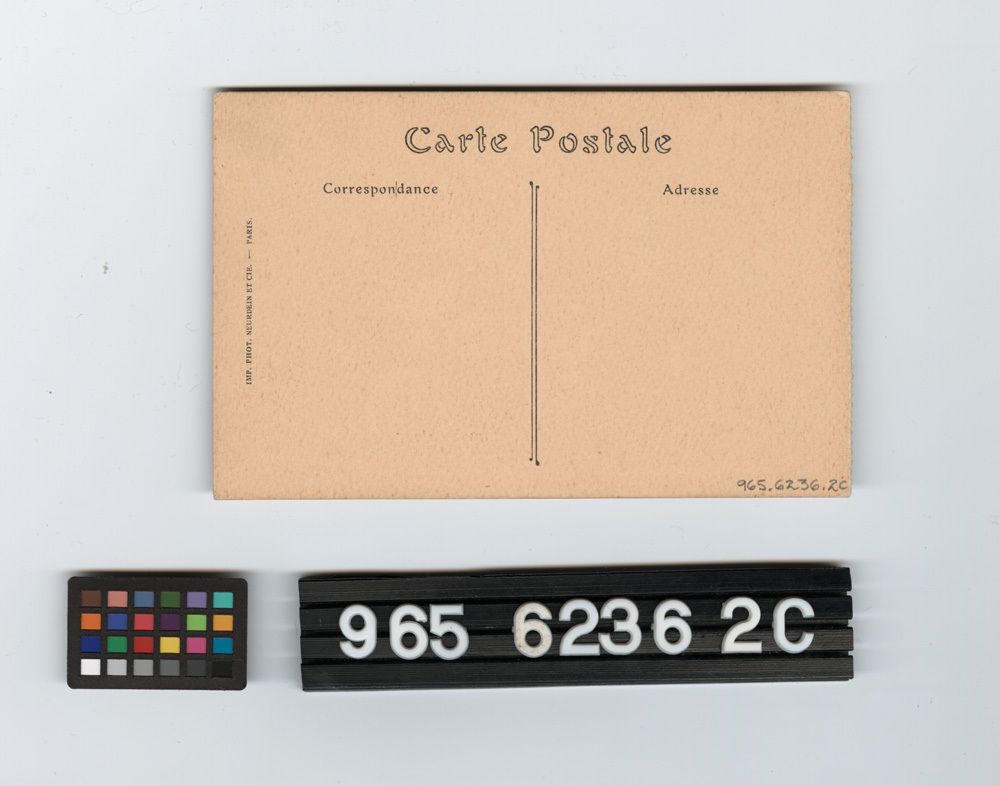 Carte Postale
Correspondance
Adresse
IMP. PHOT. NEURDEIN ET CIE. — PARIS.
965.6236.2C
965 6236 2C